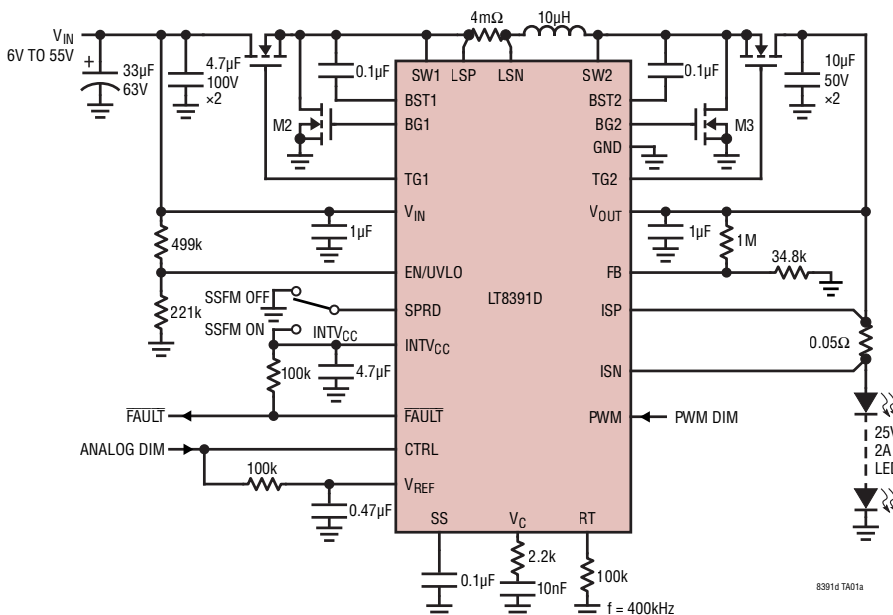 4mΩ
10µH
VIN
6V TO 55V
+
33µF
63V
4.7µF
100V
×2
0.1µF
SW1
LSP
LSN
SW2
0.1µF
10µF
50V
×2
BST1
BST2
M2
BG1
BG2
M3
GND
TG1
TG2
VIN
VOUT
1µF
1µF
1M
499k
34.8k
EN/UVLO
FB
LT8391D
SSFM OFF
221k
SPRD
ISP
SSFM ON
INTVCC
INTVCC
0.05Ω
100k
4.7µF
ISN
FAULT
FAULT
PWM
PWM DIM
ANALOG DIM
CTRL
25V
2A
LED
100k
VREF
0.47µF
SS
VC
RT
2.2k
0.1µF
10nF
100k
f = 400kHz
8391d TA01a